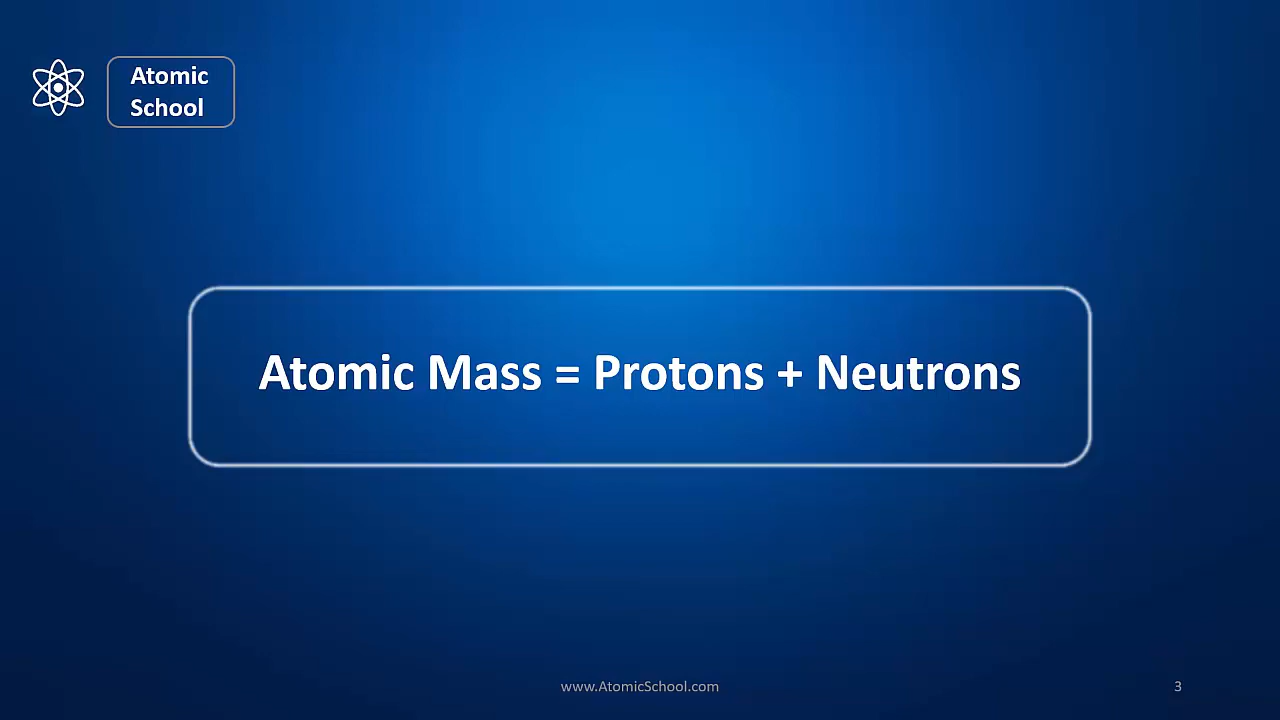 Atomic
School
Atomic Mass = Protons + Neutrons
www.AtomicSchool.com
3